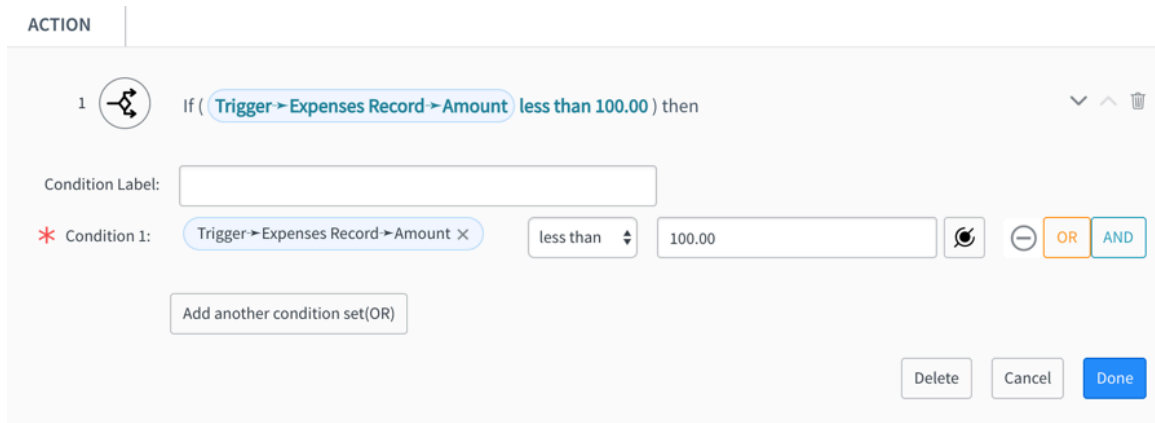 ACTION
1 If ( Trigger➛Expenses Record➛Amount less than 100.00 ) then
Condition Label:
* Condition 1: Trigger➛Expenses Record➛Amount × less than 100.00 OR AND
Add another condition set(OR)
Delete Cancel Done